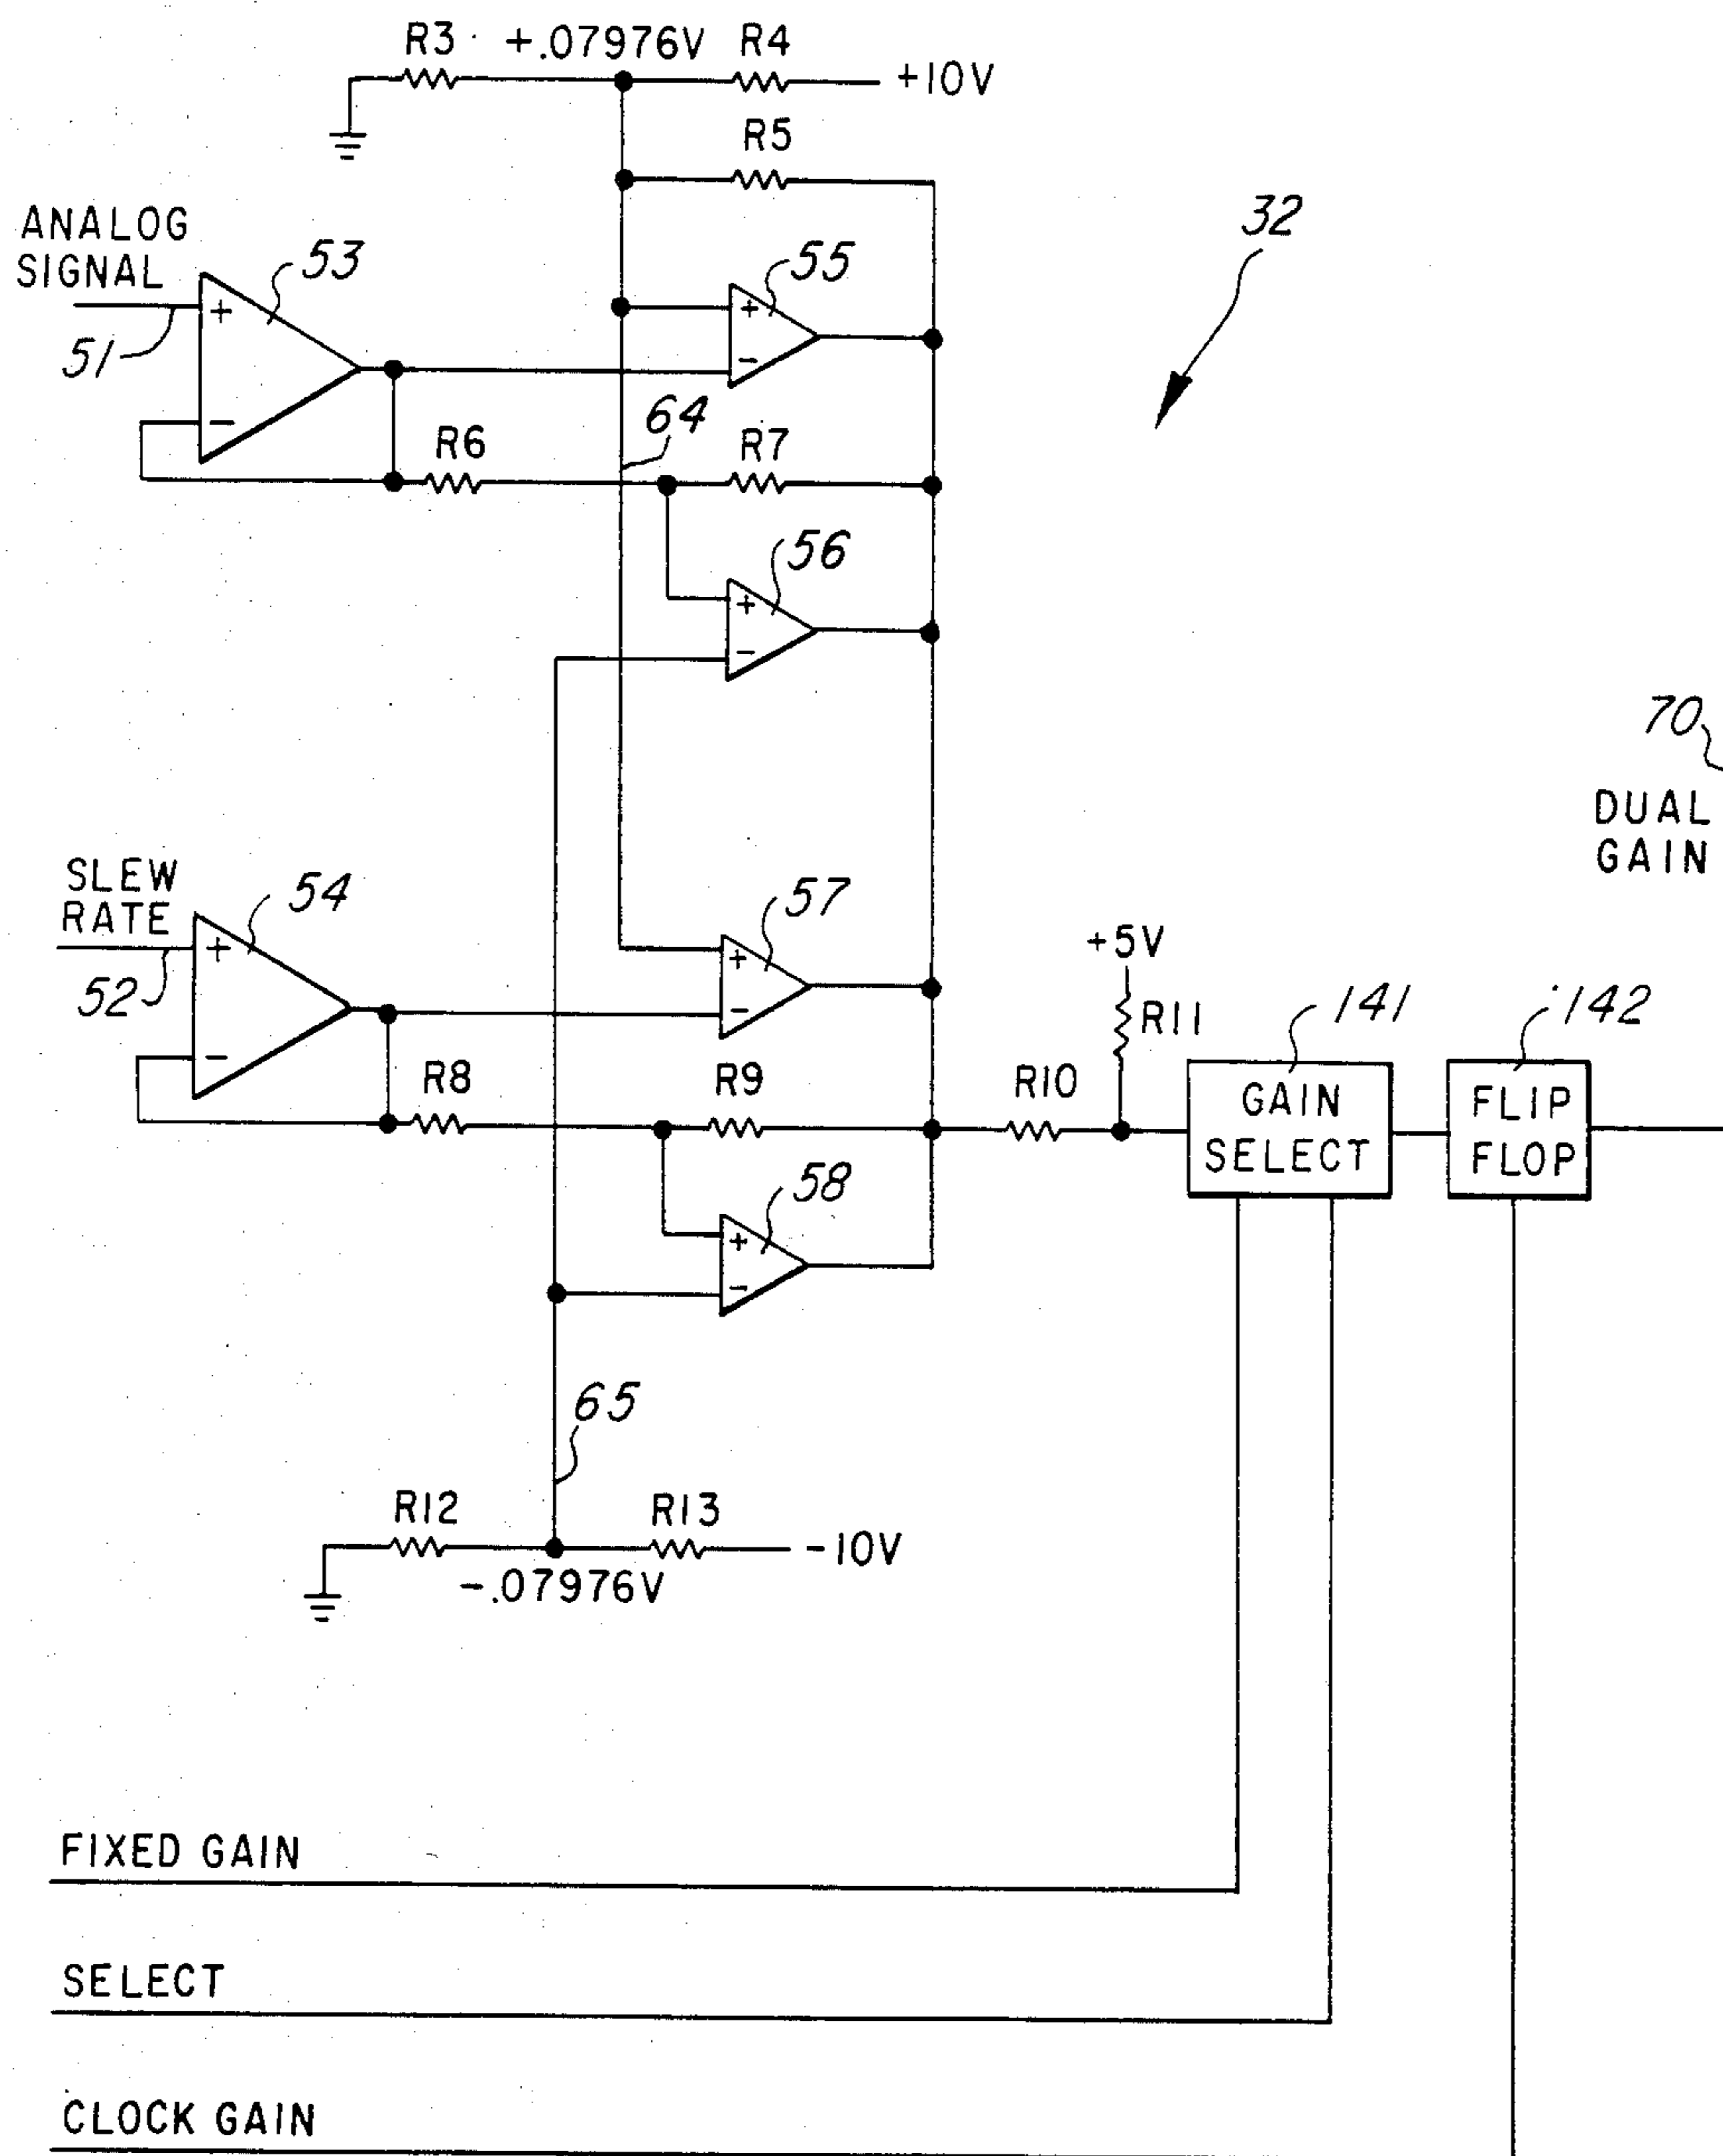 R3 +.07976V R4
+10V
R5
32
ANALOG
SIGNAL
53
55
51
64
R6
R7
56
70
DUAL
GAIN
SLEW
RATE
54
57
52
+5V
R11
141
142
R8
R9
R10
GAIN
SELECT
FLIP
FLOP
58
65
R12
R13
-10V
-.07976V
FIXED GAIN
SELECT
CLOCK GAIN
+
-
+
-
+
-
+
-
+
-
+
-